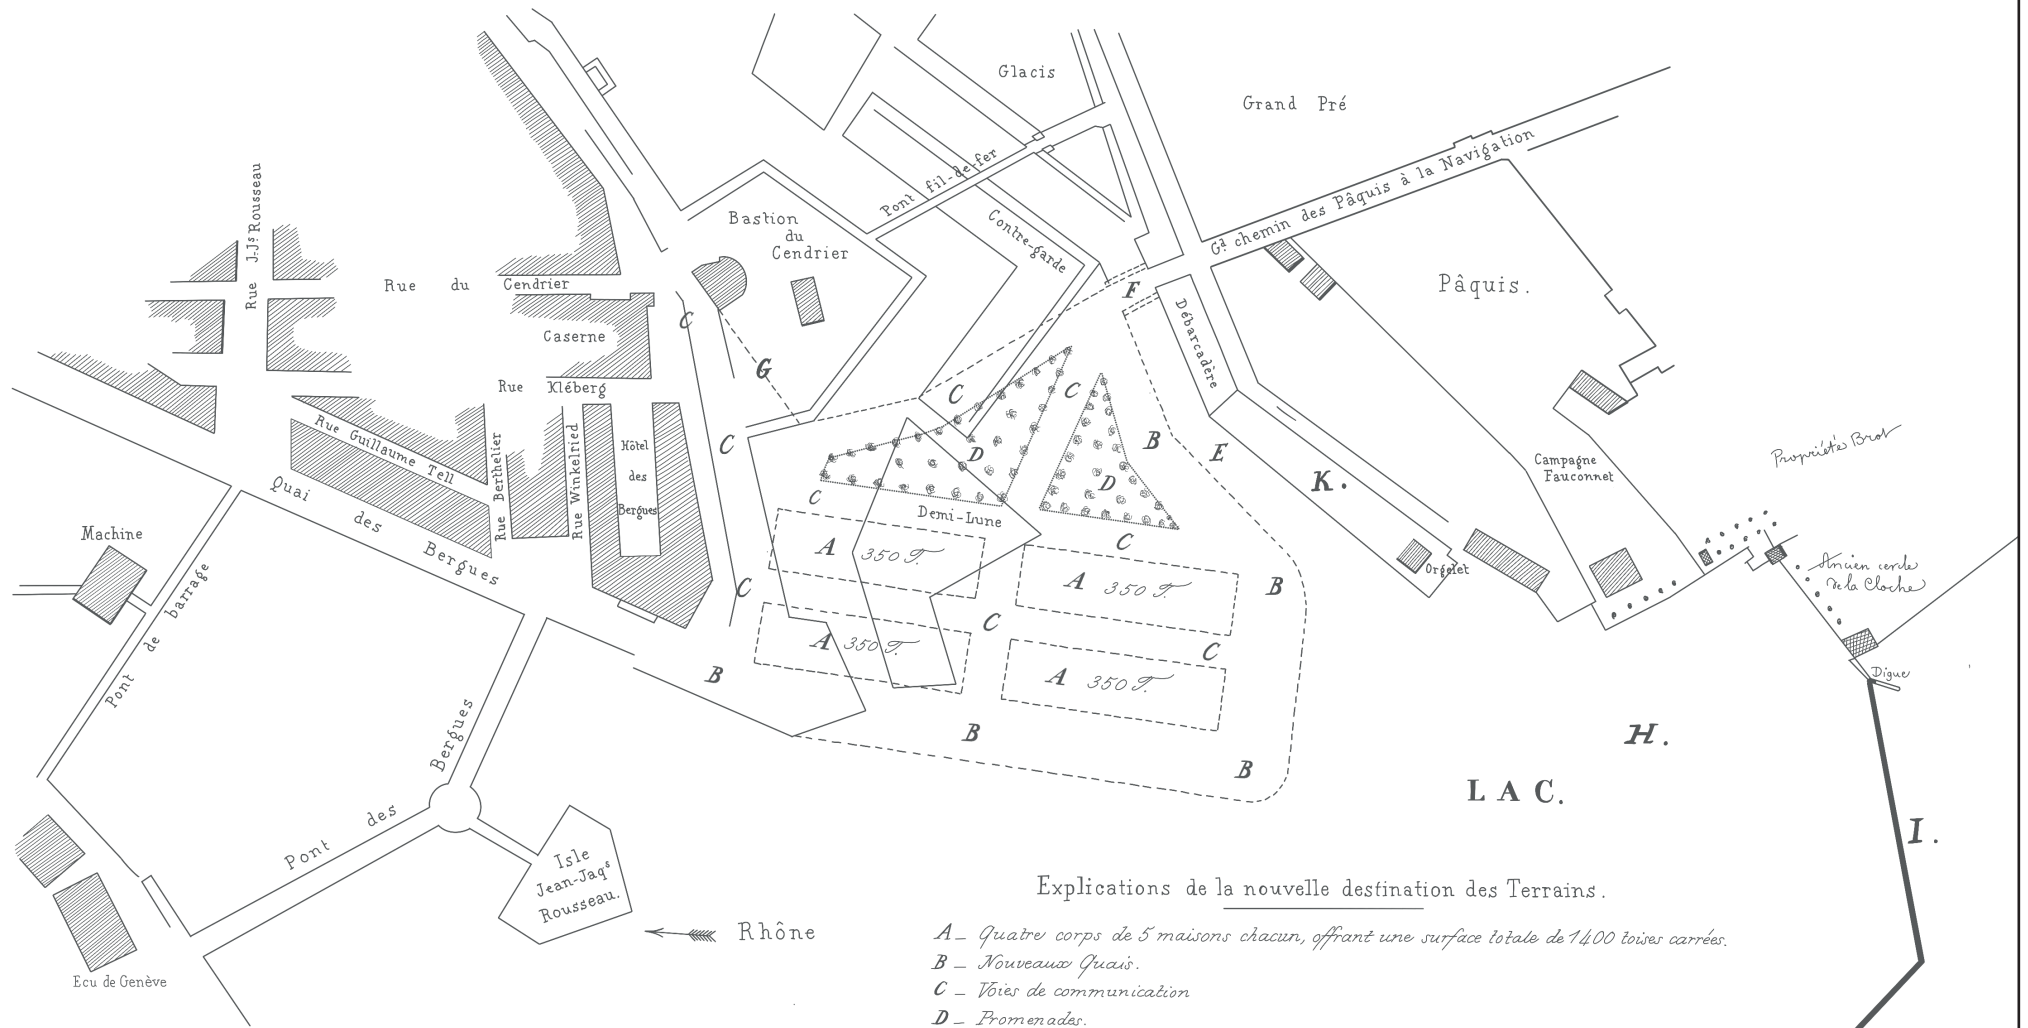 Glacis
Grand Pré
Rue J-Js Rousseau
Pont fil-de-fer
Gd chemin des Pâquis à la Navigation
Bastion
du
Cendrier
Contre-garde
Rue du Cendrier
Pâquis.
F
Débarcadère
C
Caserne
G
Rue Kléberg
C
C
Rue Guillaume Tell
Rue Berthelier
Rue Winkelried
Hôtel
des
Bergues
C
B
E
D
K.
D
Propriété Brot
Campagne
Fauconnet
Quai des Bergues
C
Demi-Lune
Machine
A 350 T.
C
Orgelet
Ancien cercle
de la Cloche
C
A 350 T.
B
Pont de barrage
C
A 350 T.
C
B
A 350 T.
Digue
B
H.
B
LAC.
Pont des Bergues
I.
Isle
Jean-Jaqs
Rousseau.
Rhône
Ecu de Genève
Explications de la nouvelle destination des Terrains.
A _ Quatre corps de 5 maisons chacun, offrant une surface totale de 1400 toises carrées.
B _ Nouveaux Quais.
C _ Voies de communication
D _ Promenades.